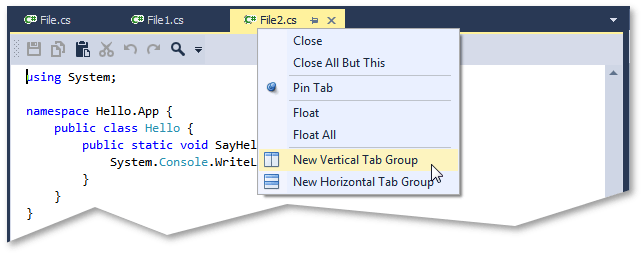 File.cs File1.cs File2.cs
Close
Close All But This
Pin Tab
Float
Float All
New Vertical Tab Group
New Horizontal Tab Group
using System;
namespace Hello.App {
public class Hello {
public static void SayHel
System.Console.WriteL
}
}
}